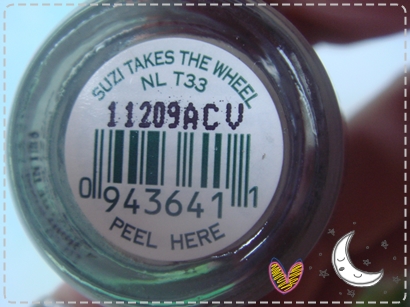 SUZI TAKES THE WHEEL
NL T33
11209ACV
0 943641 1
PEEL HERE